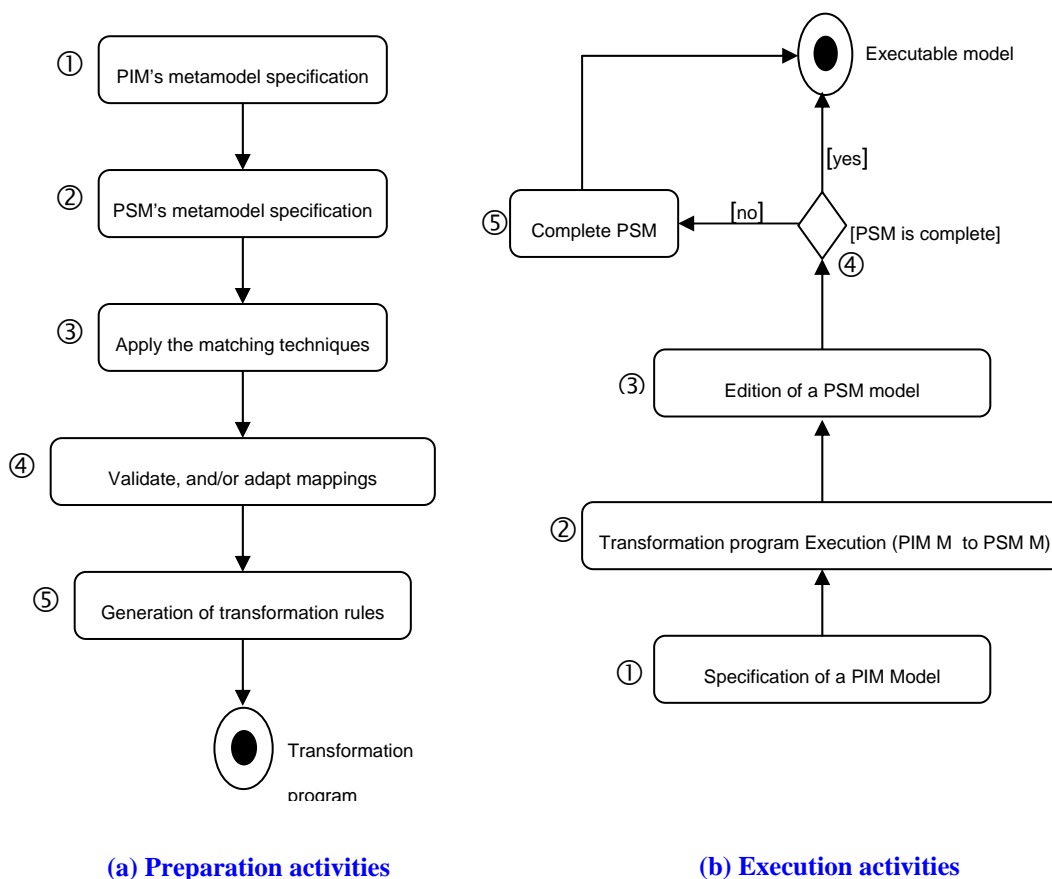 ①
PIM's metamodel specification
②
PSM's metamodel specification
③
Apply the matching techniques
④
Validate, and/or adapt mappings
⑤
Generation of transformation rules
Transformation
program
(a) Preparation activities
Executable model
[yes]
⑤
Complete PSM
[no]
[PSM is complete]
④
③
Edition of a PSM model
②
Transformation program Execution (PIM M to PSM M)
①
Specification of a PIM Model
(b) Execution activities